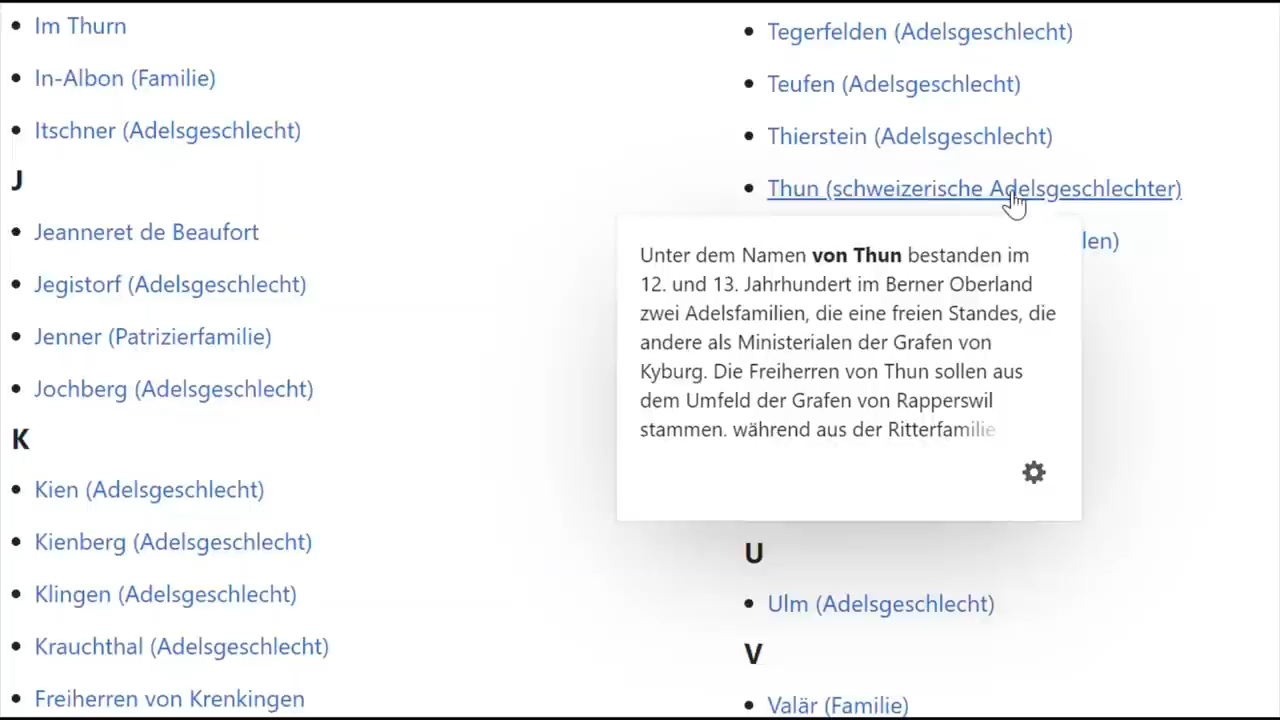 Im Thurn
In-Albon (Familie)
Itschner (Adelsgeschlecht)
J
Jeanneret de Beaufort
Jegistorf (Adelsgeschlecht)
Jenner (Patrizierfamilie)
Jochberg (Adelsgeschlecht)
K
Kien (Adelsgeschlecht)
Kienberg (Adelsgeschlecht)
Klingen (Adelsgeschlecht)
Krauchthal (Adelsgeschlecht)
Freiherren von Krenkingen
Tegerfelden (Adelsgeschlecht)
Teufen (Adelsgeschlecht)
Thierstein (Adelsgeschlecht)
Thun (schweizerische Adelsgeschlechter)
Unter dem Namen von Thun bestanden im
12. und 13. Jahrhundert im Berner Oberland
zwei Adelsfamilien, die eine freien Standes, die
andere als Ministerialen der Grafen von
Kyburg. Die Freiherren von Thun sollen aus
dem Umfeld der Grafen von Rapperswil
stammen. während aus der Ritterfamilie
U
Ulm (Adelsgeschlecht)
V
Valär (Familie)